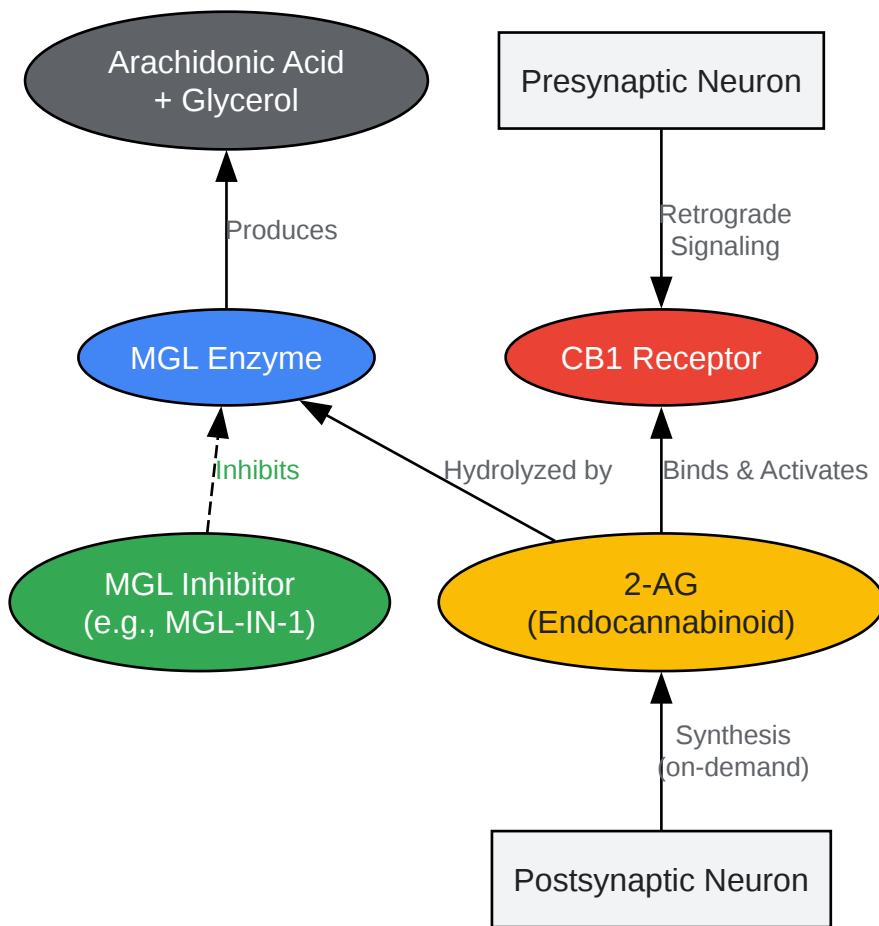 Arachidonic Acid
+ Glycerol
Presynaptic Neuron
Produces
Retrograde
Signaling
MGL Enzyme
CB1 Receptor
Inhibits
Hydrolyzed by
Binds & Activates
MGL Inhibitor
(e.g., MGL-IN-1)
2-AG
(Endocannabinoid)
Synthesis
(on-demand)
Postsynaptic Neuron